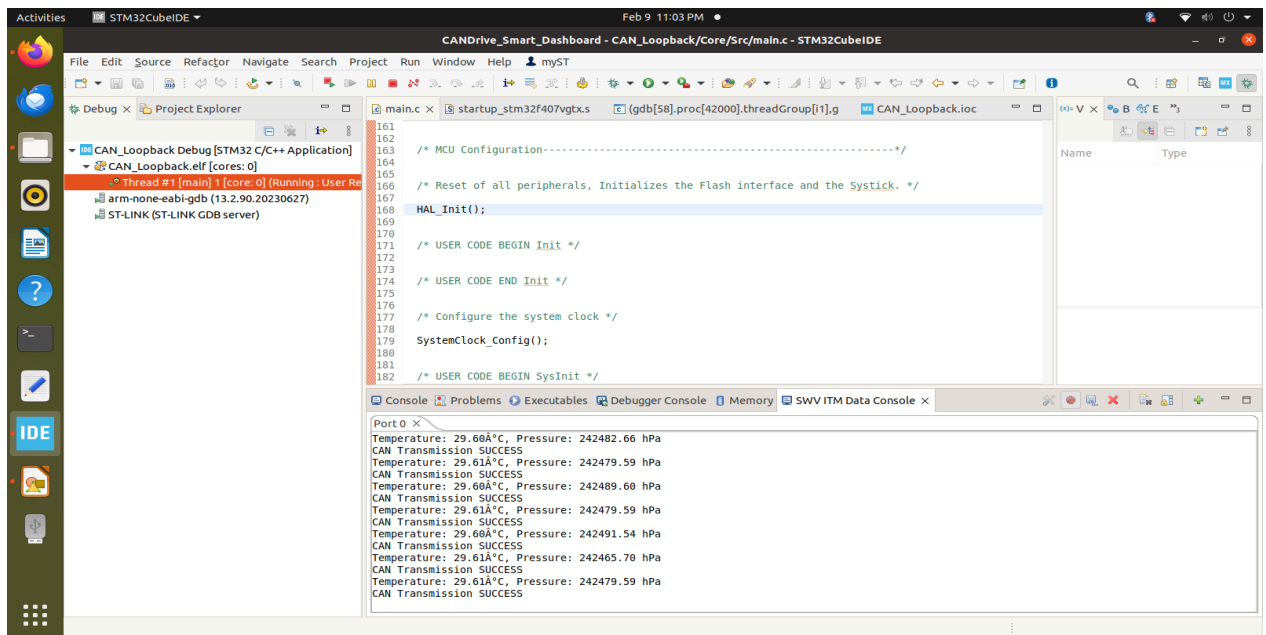 Activities
IDE STM32CubeIDE
Feb 9 11:03 PM
CANDrive_Smart_Dashboard - CAN_Loopback/Core/Src/main.c - STM32CubeIDE
File Edit Source Refactor Navigate Search Project Run Window Help myST
Debug
Project Explorer
CAN_Loopback Debug [STM32 C/C++ Application]
CAN_Loopback.elf [cores: 0]
Thread #1 [main] 1 [core: 0] (Running : User Re
arm-none-eabi-gdb (13.2.90.20230627)
ST-LINK (ST-LINK GDB server)
main.c
startup_stm32f407vgtx.s
(gdb[58].proc[42000].threadGroup[i1],g
MX CAN_Loopback.ioc
161
162
163 /* MCU Configuration--------------------------------------------------------*/
164
165
166 /* Reset of all peripherals, Initializes the Flash interface and the Systick. */
167
168 HAL_Init();
169
170
171 /* USER CODE BEGIN Init */
172
173
174 /* USER CODE END Init */
175
176
177 /* Configure the system clock */
178
179 SystemClock_Config();
180
181
182 /* USER CODE BEGIN SysInit */
(x)= V
B
E
3
Name Type
Console Problems Executables Debugger Console Memory SWV ITM Data Console
Port 0
Temperature: 29.60Â°C, Pressure: 242482.66 hPa
CAN Transmission SUCCESS
Temperature: 29.61Â°C, Pressure: 242479.59 hPa
CAN Transmission SUCCESS
Temperature: 29.60Â°C, Pressure: 242489.60 hPa
CAN Transmission SUCCESS
Temperature: 29.61Â°C, Pressure: 242479.59 hPa
CAN Transmission SUCCESS
Temperature: 29.60Â°C, Pressure: 242491.54 hPa
CAN Transmission SUCCESS
Temperature: 29.61Â°C, Pressure: 242465.70 hPa
CAN Transmission SUCCESS
Temperature: 29.61Â°C, Pressure: 242479.59 hPa
CAN Transmission SUCCESS
IDE